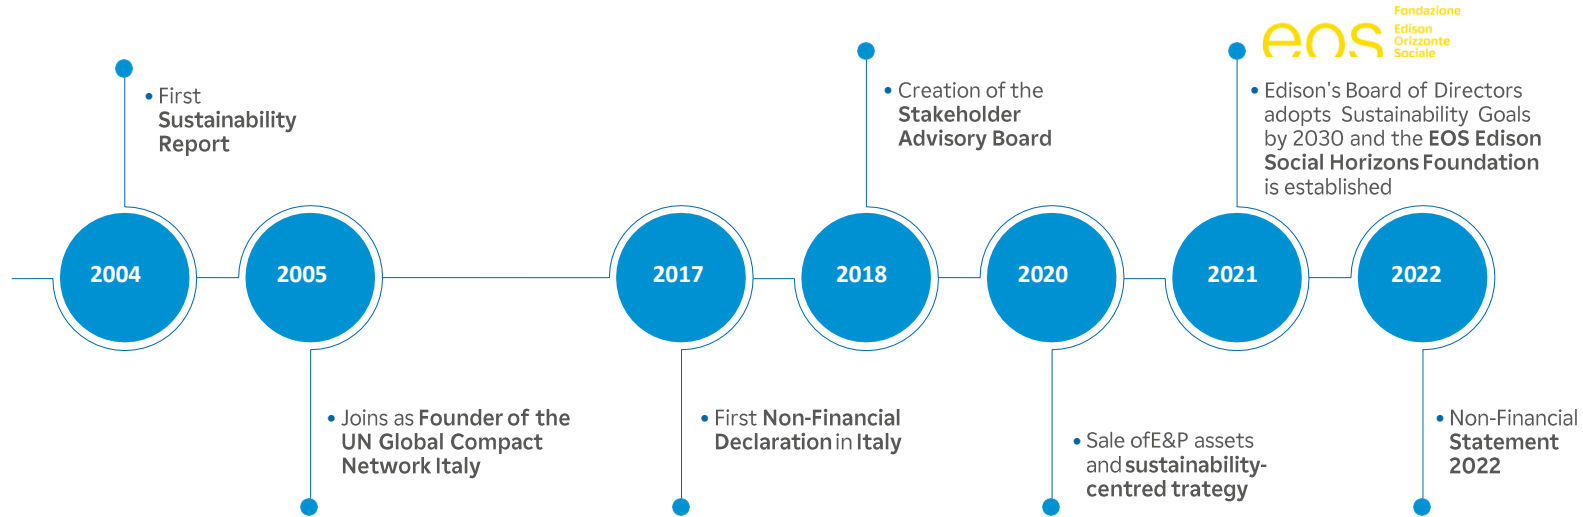 Fondazione
eos
Edison
Orizzonte
Sociale
• First
Sustainability
Report
• Creation of the
Stakeholder
Advisory Board
• Edison's Board of Directors
adopts Sustainability Goals
by 2030 and the EOS Edison
Social Horizons Foundation
is established
2004
2005
2017
2018
2020
2021
2022
• Joins as Founder of the
UN Global Compact
Network Italy
• First Non-Financial
Declaration in Italy
• Sale ofE&P assets
and sustainability-
centred trategy
• Non-Financial
Statement
2022